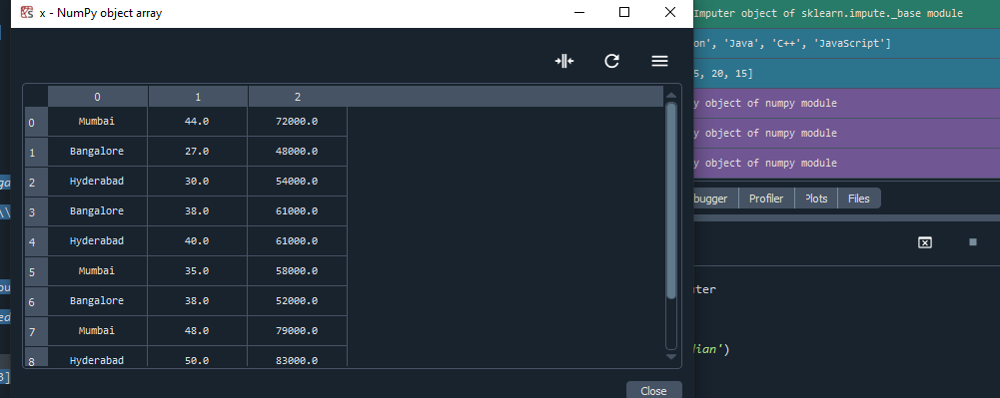 x - NumPy object array
0 1 2
0 Mumbai 44.0 72000.0
1 Bangalore 27.0 48000.0
2 Hyderabad 30.0 54000.0
3 Bangalore 38.0 61000.0
4 Hyderabad 40.0 61000.0
5 Mumbai 35.0 58000.0
6 Bangalore 38.0 52000.0
7 Mumbai 48.0 79000.0
8 Hyderabad 50.0 83000.0
Close
Imputer object of sklearn.impute._base module
on', 'Java', 'C++', 'JavaScript']
5, 20, 15]
y object of numpy module
y object of numpy module
y object of numpy module
bugger Profiler Plots Files
uter
dian')